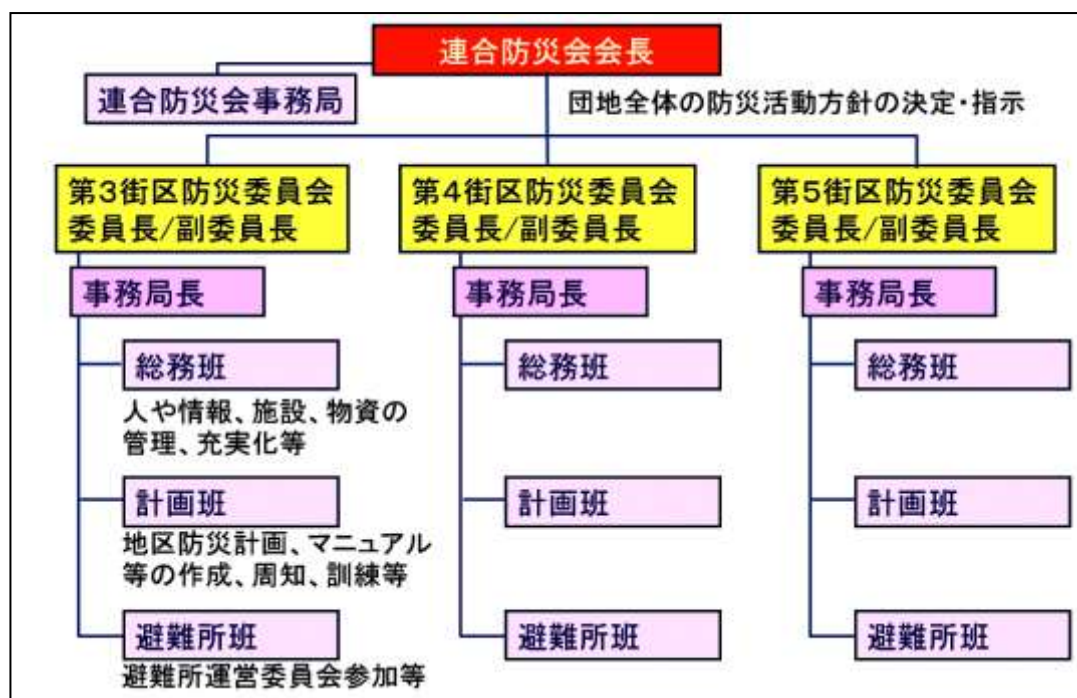 連合防災会会長
連合防災会事務局
団地全体の防災活動方針の決定・指示
第3街区防災委員会
委員長/副委員長
第4街区防災委員会
委員長/副委員長
第5街区防災委員会
委員長/副委員長
事務局長
事務局長
事務局長
総務班
総務班
総務班
人や情報、施設、物資の
管理、充実化等
計画班
計画班
計画班
地区防災計画、マニュアル
等の作成、周知、訓練等
避難所班
避難所班
避難所班
避難所運営委員会参加等